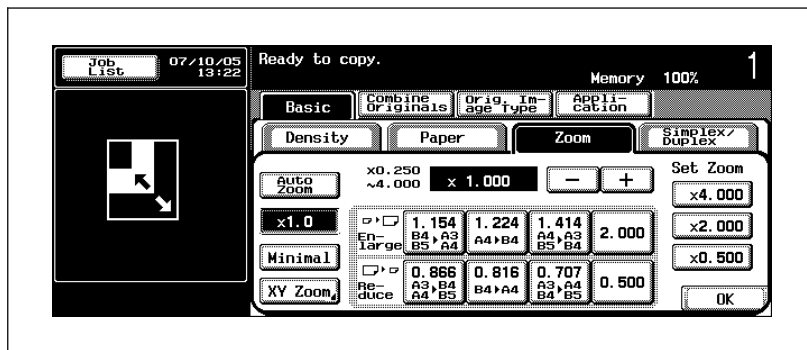 Job List
07/10/05
13:22
Ready to copy.
Memory 100%
1
Basic
Combine Originals
Orig. Im-age Type
Appli-cation
Density
Paper
Zoom
Simplex/Duplex
Auto Zoom
x0.250
~4.000
x 1.000
−
+
Set Zoom
x4.000
x1.0
En-large
1.154
B4▸A3
B5▸A4
1.224
A4▸B4
1.414
A4▸A3
B5▸B4
2.000
x2.000
Minimal
x0.500
XY Zoom
Re-duce
0.866
A3▸B4
A4▸B5
0.816
B4▸A4
0.707
A3▸A4
B4▸B5
0.500
OK